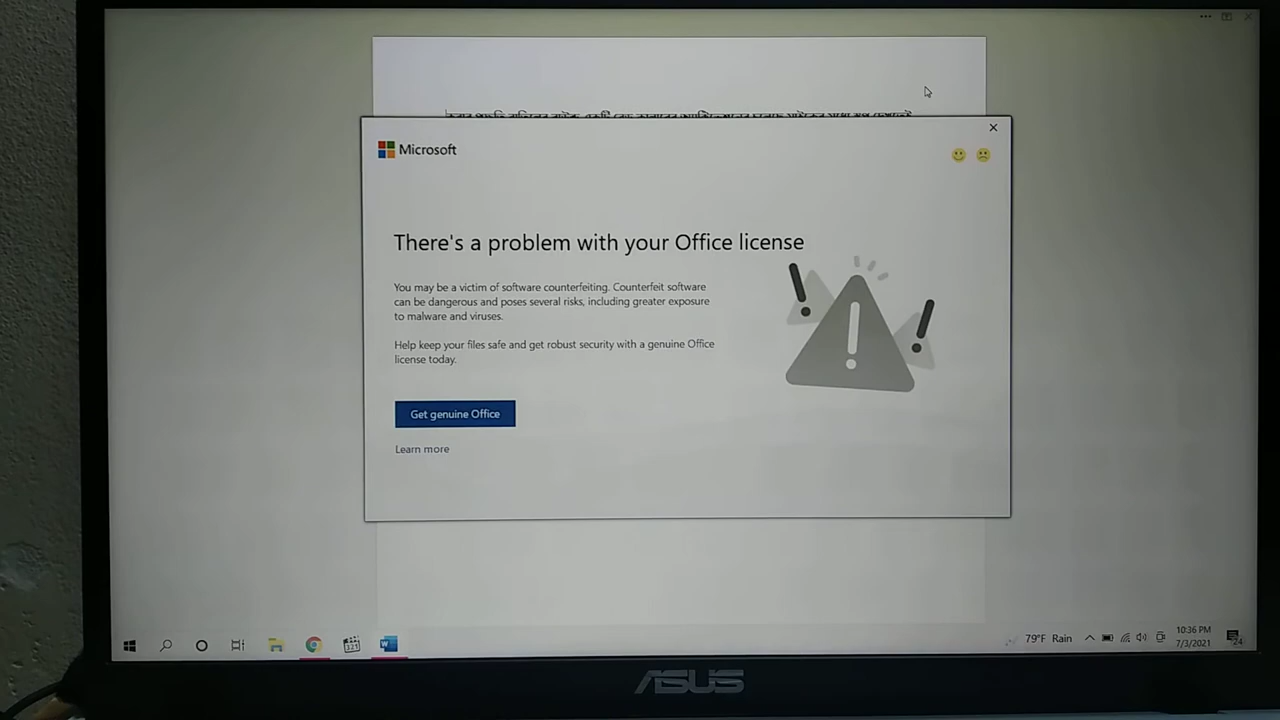 Microsoft
There's a problem with your Office license
You may be a victim of software counterfeiting. Counterfeit software
can be dangerous and poses several risks, including greater exposure
to malware and viruses.
Help keep your files safe and get robust security with a genuine Office
license today.
Get genuine Office
Learn more
79°F Rain
10:36 PM
7/3/2021
24
ASUS